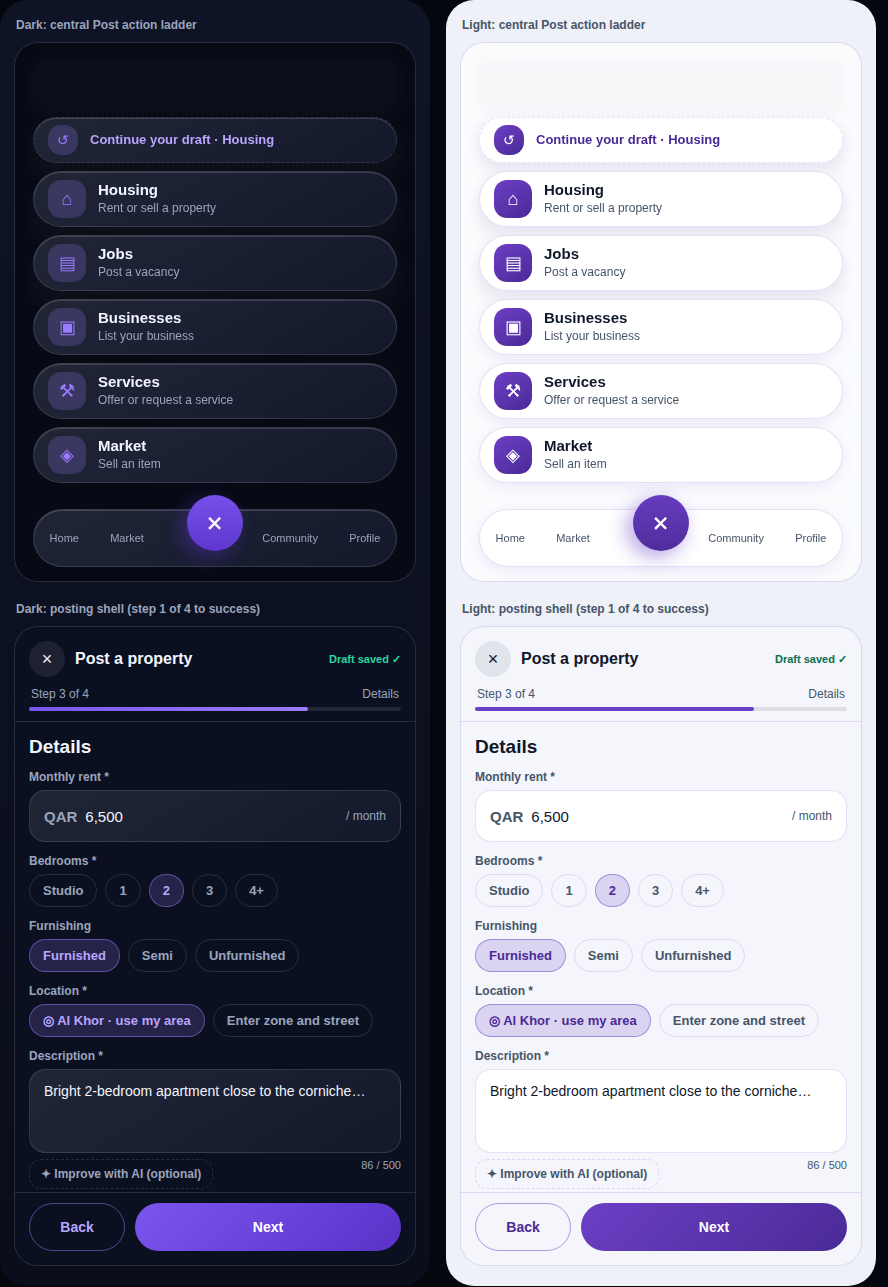 Dark: central Post action ladder
Continue your draft · Housing
Housing
Rent or sell a property
Jobs
Post a vacancy
Businesses
List your business
Services
Offer or request a service
Market
Sell an item
Home Market Community Profile
Dark: posting shell (step 1 of 4 to success)
Post a property Draft saved ✓
Step 3 of 4 Details
Details
Monthly rent *
QAR 6,500 / month
Bedrooms *
Studio 1 2 3 4+
Furnishing
Furnished Semi Unfurnished
Location *
◎ Al Khor · use my area Enter zone and street
Description *
Bright 2-bedroom apartment close to the corniche…
✦ Improve with AI (optional) 86 / 500
Back Next
Light: central Post action ladder
Continue your draft · Housing
Housing
Rent or sell a property
Jobs
Post a vacancy
Businesses
List your business
Services
Offer or request a service
Market
Sell an item
Home Market Community Profile
Light: posting shell (step 1 of 4 to success)
Post a property Draft saved ✓
Step 3 of 4 Details
Details
Monthly rent *
QAR 6,500 / month
Bedrooms *
Studio 1 2 3 4+
Furnishing
Furnished Semi Unfurnished
Location *
◎ Al Khor · use my area Enter zone and street
Description *
Bright 2-bedroom apartment close to the corniche…
✦ Improve with AI (optional) 86 / 500
Back Next